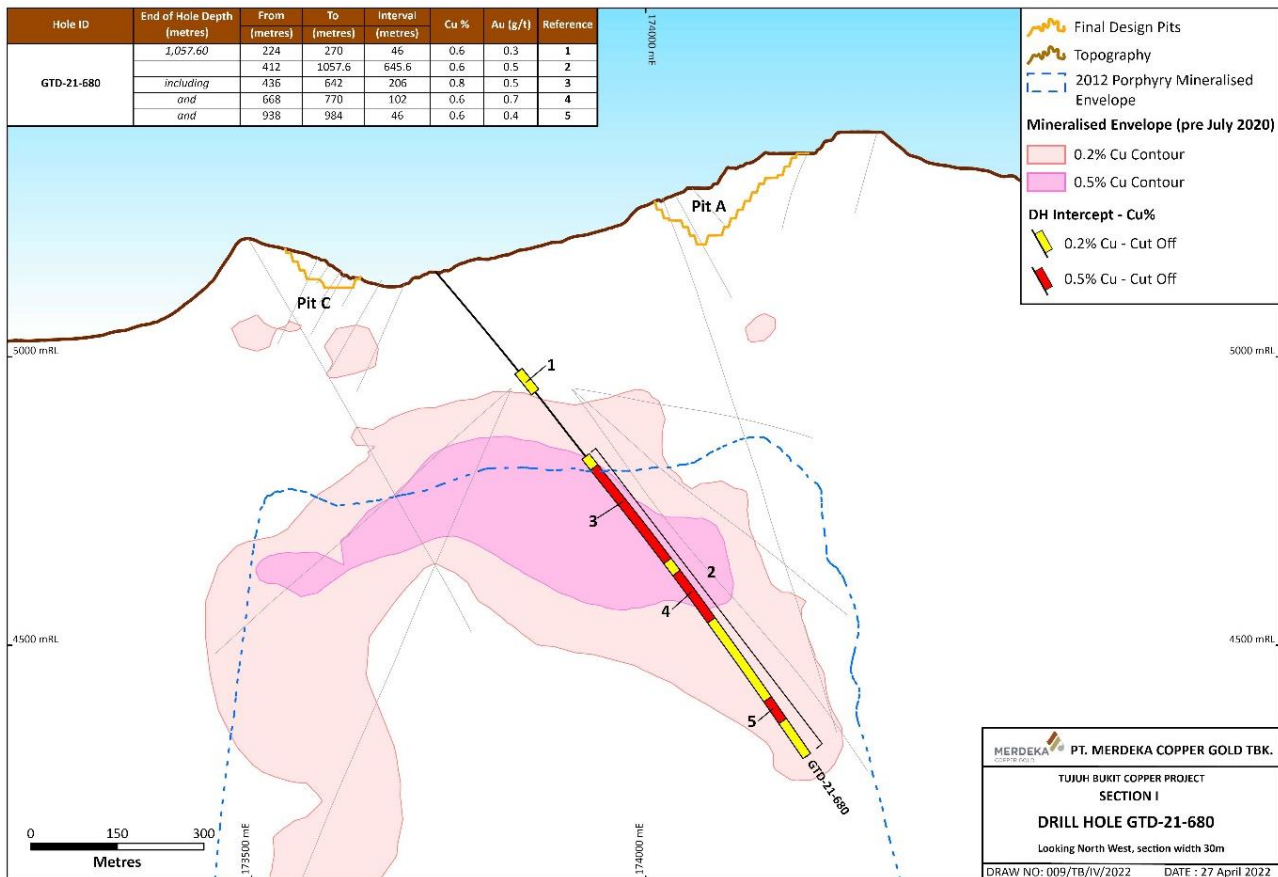 Hole ID End of Hole Depth (metres) From (metres) To (metres) Interval (metres) Cu % Au (g/t) Reference
GTD-21-680
1,057.60 224 270 46 0.6 0.3 1
412 1057.6 645.6 0.6 0.5 2
including 436 642 206 0.8 0.5 3
and 668 770 102 0.6 0.7 4
and 938 984 46 0.6 0.4 5
174000 mE
Final Design Pits
Topography
2012 Porphyry Mineralised
Envelope
Mineralised Envelope (pre July 2020)
0.2% Cu Contour
0.5% Cu Contour
DH Intercept - Cu%
0.2% Cu - Cut Off
0.5% Cu - Cut Off
Pit A
Pit C
5000 mRL
5000 mRL
1
3
2
4
4500 mRL
4500 mRL
5
GTD-21-680
0 150 300
Metres
173500 mE
174000 mE
MERDEKA
COPPER GOLD
PT. MERDEKA COPPER GOLD TBK.
TUJUH BUKIT COPPER PROJECT
SECTION I
DRILL HOLE GTD-21-680
Looking North West, section width 30m
DRAW NO: 009/TB/IV/2022 DATE : 27 April 2022